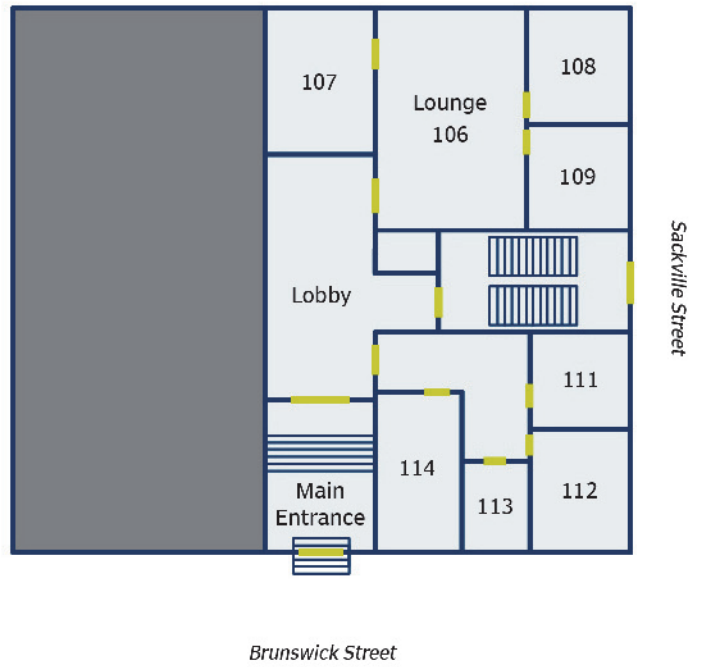 107
Lounge
106
108
109
Sackville Street
Lobby
111
114
Main
Entrance
113
112
Brunswick Street